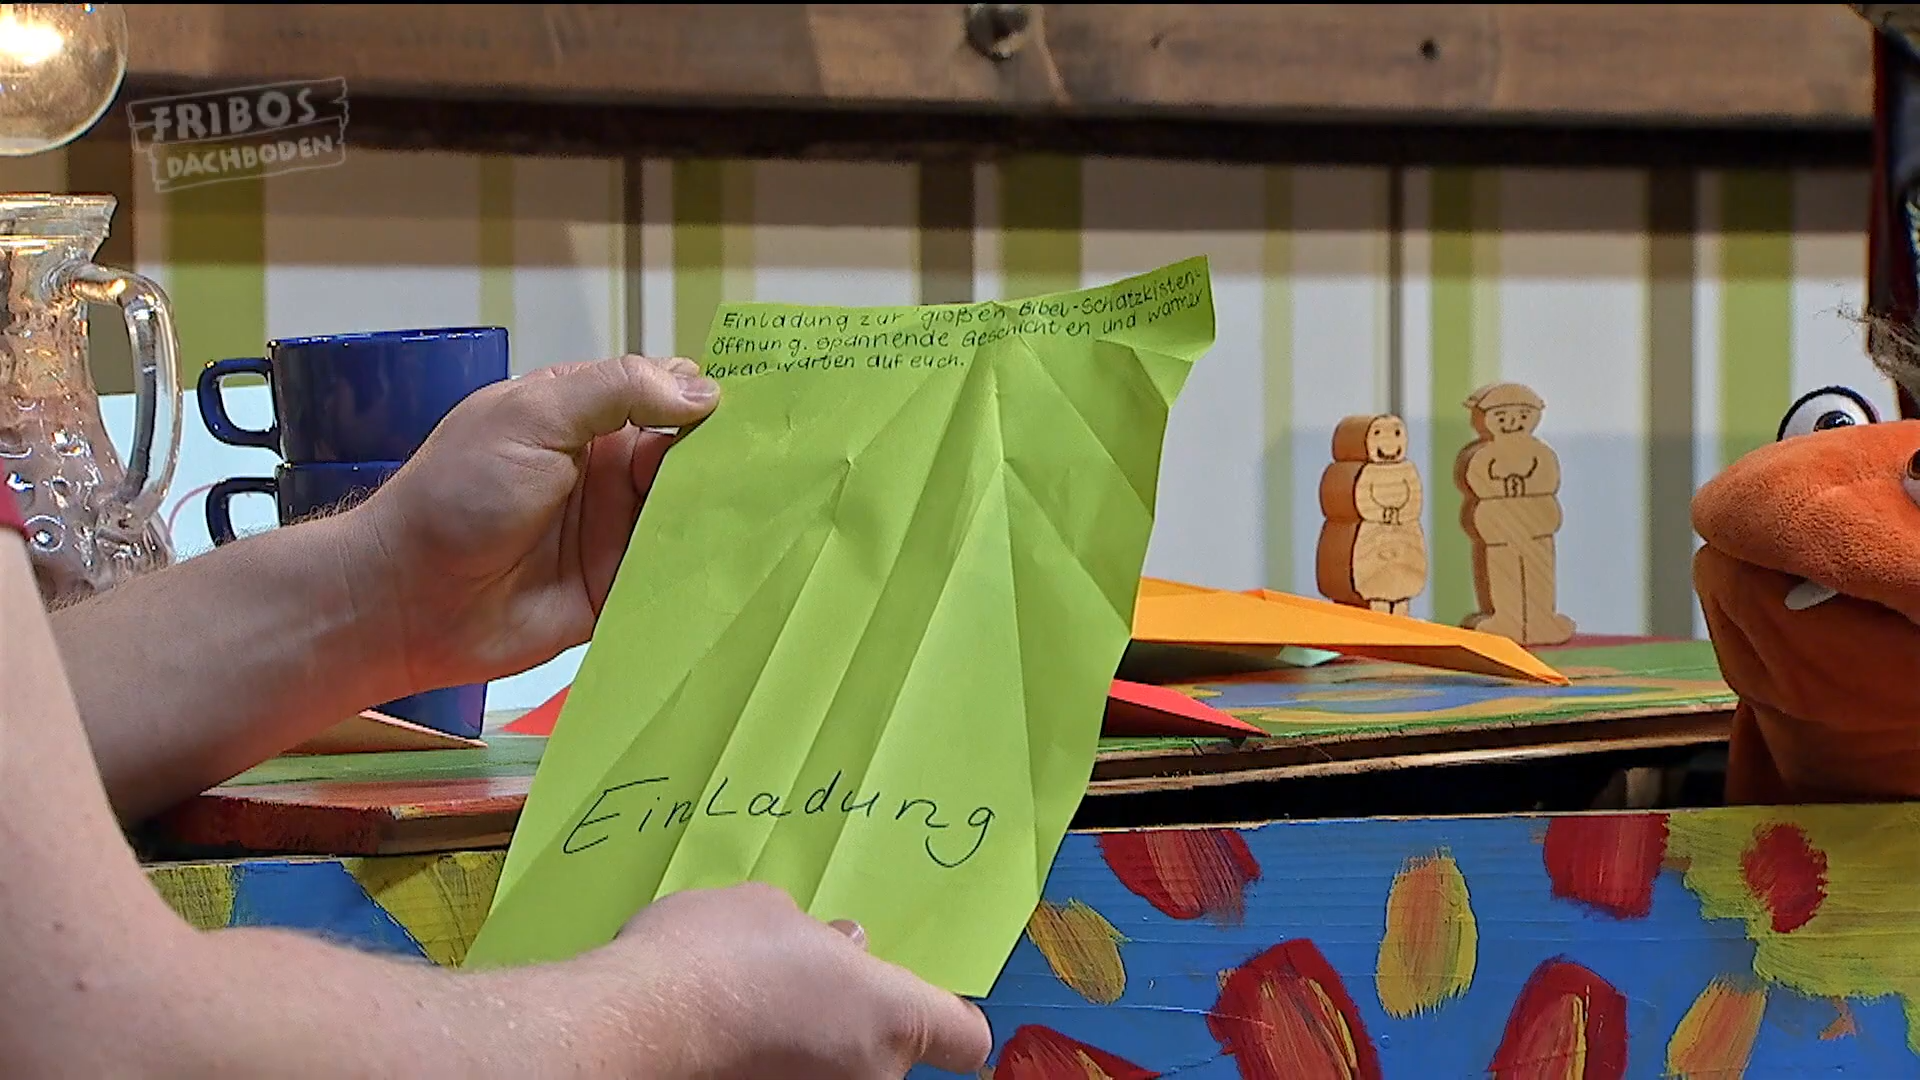 FRIBOS
DACHBODEN
Einladung zur großen Bibel-Schatzkisten-
öffnung. Spannende Geschichten und warmer
Kakao warten auf euch.
Einladung